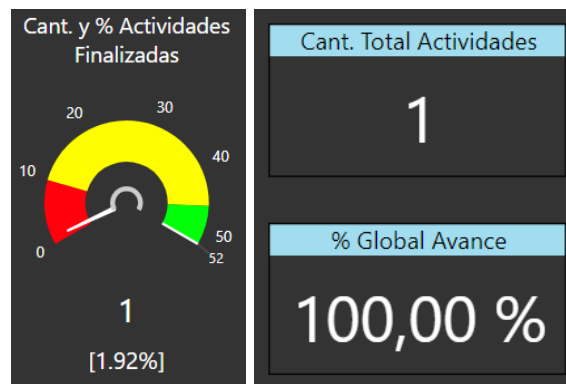 Cant. y % Actividades
Finalizadas
20
30
10
40
0
50
52
1
[1.92%]
Cant. Total Actividades
1
% Global Avance
100,00 %